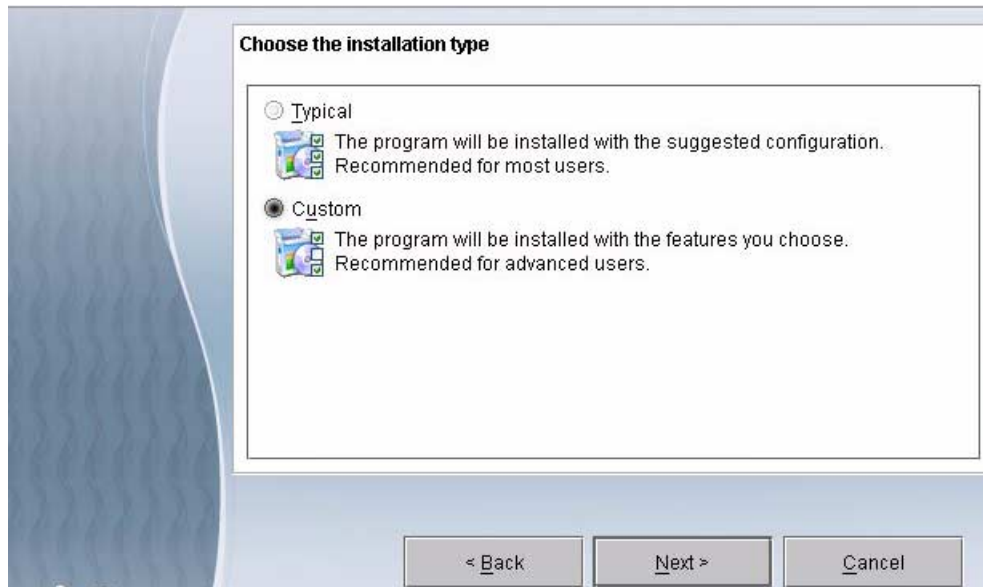 Choose the installation type
Typical
The program will be installed with the suggested configuration.
Recommended for most users.
Custom
The program will be installed with the features you choose.
Recommended for advanced users.
< Back
Next >
Cancel